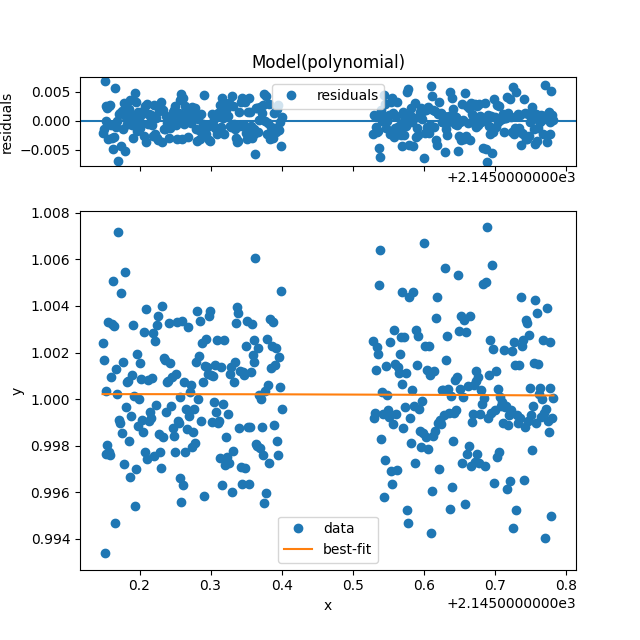 Model(polynomial)
residuals
0.005
0.000
−0.005
residuals
+2.1450000000e3
y
1.008
1.006
1.004
1.002
1.000
0.998
0.996
0.994
data
best-fit
0.2 0.3 0.4 0.5 0.6 0.7 0.8
x
+2.1450000000e3